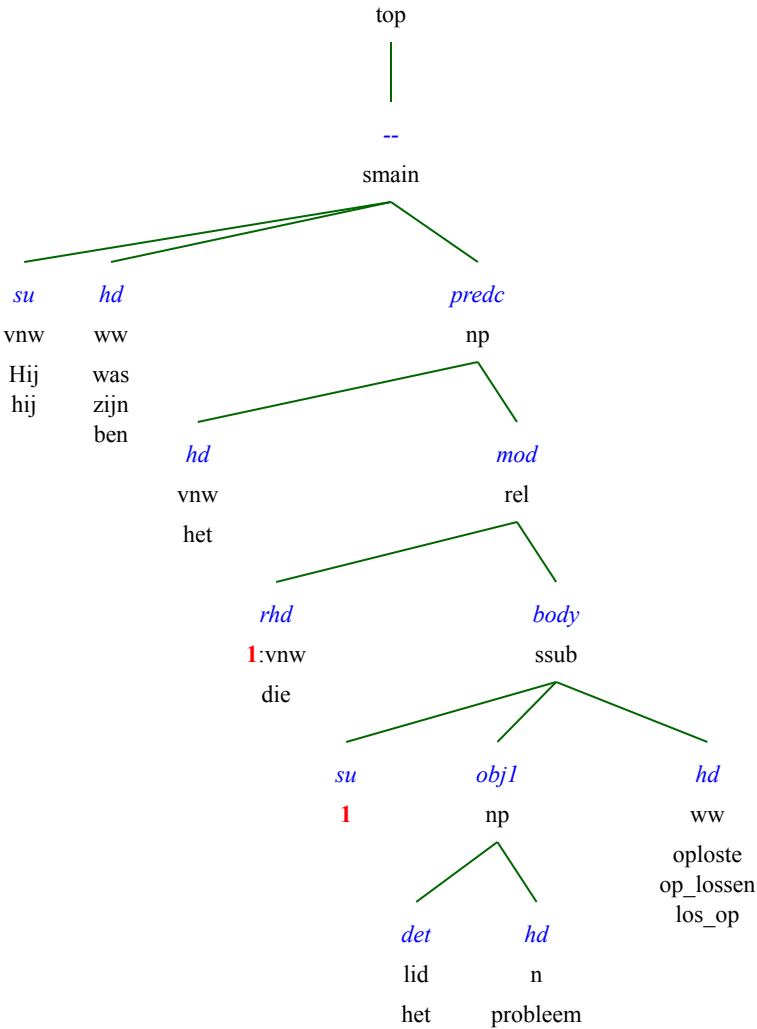 top
--
smain
su hd predc
vnw ww np
Hij was
hij zijn
ben
hd mod
vnw rel
het
rhd body
1:vnw ssub
die
su obj1 hd
1 np ww
oploste
op_lossen
los_op
det hd
lid n
het probleem